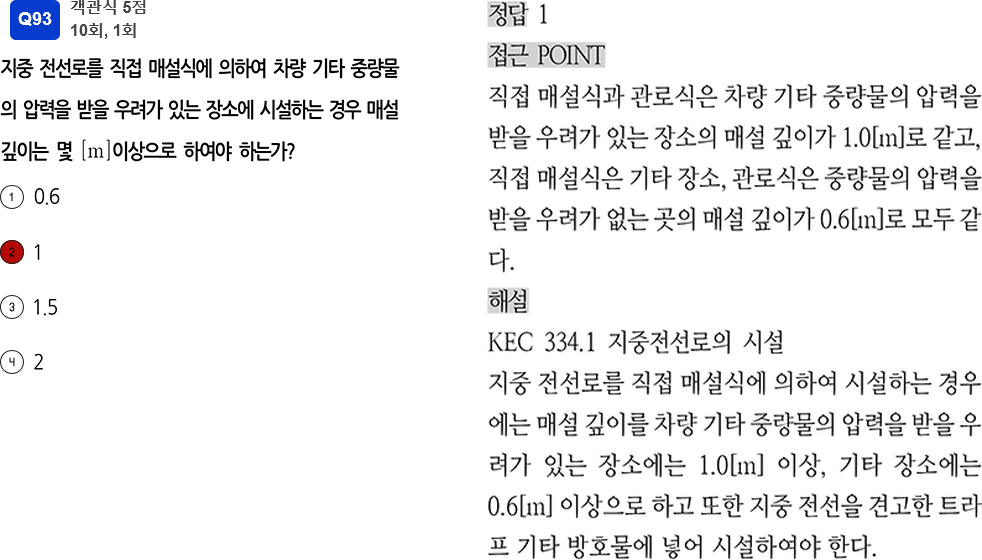 Q93
객관식 5점
10회, 1회
지중 전선로를 직접 매설식에 의하여 차량 기타 중량물
의 압력을 받을 우려가 있는 장소에 시설하는 경우 매설
깊이는 몇 [m]이상으로 하여야 하는가?
① 0.6
② 1
③ 1.5
④ 2
정답 1
접근 POINT
직접 매설식과 관로식은 차량 기타 중량물의 압력을
받을 우려가 있는 장소의 매설 깊이가 1.0[m]로 같고,
직접 매설식은 기타 장소, 관로식은 중량물의 압력을
받을 우려가 없는 곳의 매설 깊이가 0.6[m]로 모두 같
다.
해설
KEC 334.1 지중전선로의 시설
지중 전선로를 직접 매설식에 의하여 시설하는 경우
에는 매설 깊이를 차량 기타 중량물의 압력을 받을 우
려가 있는 장소에는 1.0[m] 이상, 기타 장소에는
0.6[m] 이상으로 하고 또한 지중 전선을 견고한 트라
프 기타 방호물에 넣어 시설하여야 한다.